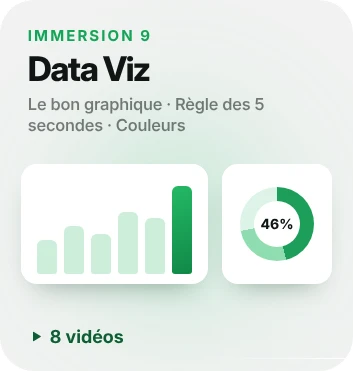 IMMERSION 9
Data Viz
Le bon graphique · Règle des 5
secondes · Couleurs
46%
8 vidéos